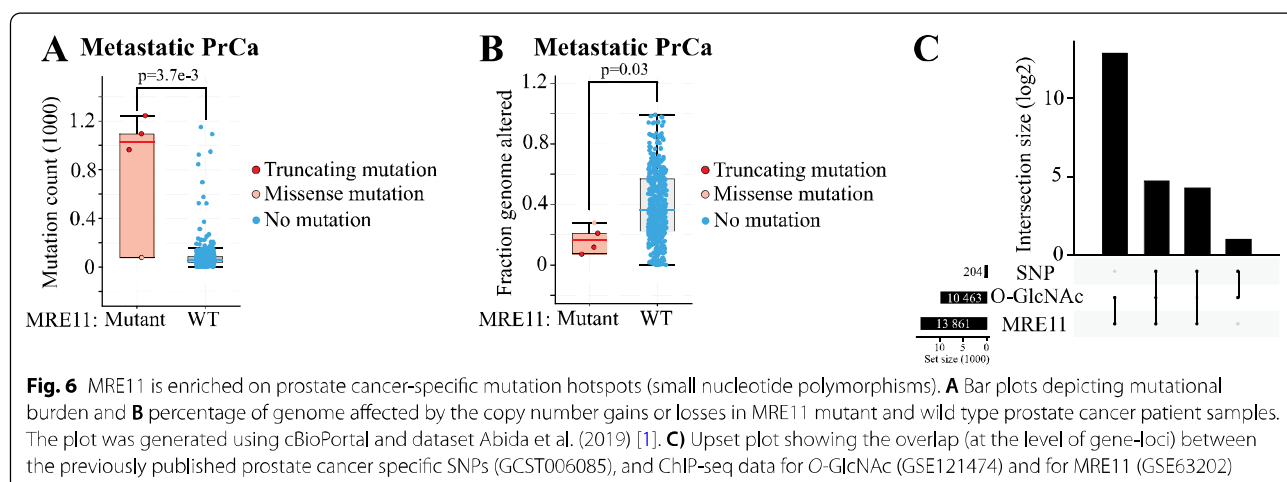 A Metastatic PrCa
p=3.7e-3
Mutation count (1000)
1.2
0.8
0.4
0
MRE11: Mutant WT
Truncating mutation
Missense mutation
No mutation
B Metastatic PrCa
p=0.03
Fraction genome altered
1.2
0.8
0.4
0
MRE11: Mutant WT
Truncating mutation
Missense mutation
No mutation
C
Intersection size (log2)
10
5
0
204 SNP
10 463 O-GlcNAc
13 861 MRE11
10 5 0
Set size (1000)
Fig. 6 MRE11 is enriched on prostate cancer-specific mutation hotspots (small nucleotide polymorphisms). A Bar plots depicting mutational
burden and B percentage of genome affected by the copy number gains or losses in MRE11 mutant and wild type prostate cancer patient samples.
The plot was generated using cBioPortal and dataset Abida et al. (2019) [1]. C) Upset plot showing the overlap (at the level of gene-loci) between
the previously published prostate cancer specific SNPs (GCST006085), and ChIP-seq data for O-GlcNAc (GSE121474) and for MRE11 (GSE63202)